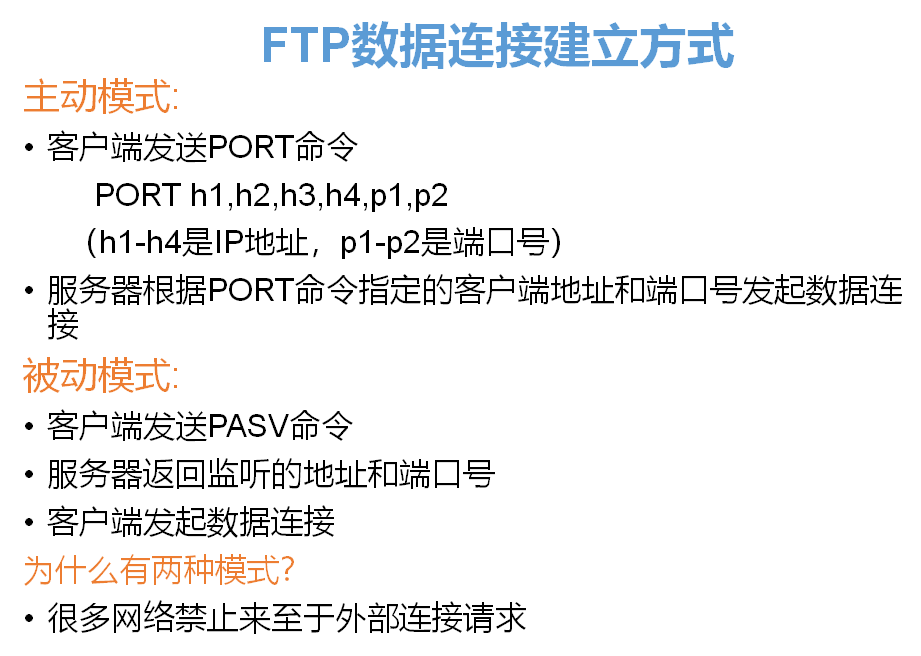 FTP数据连接建立方式
主动模式:
• 客户端发送PORT命令
PORT h1,h2,h3,h4,p1,p2
（h1-h4是IP地址，p1-p2是端口号）
• 服务器根据PORT命令指定的客户端地址和端口号发起数据连
接
被动模式:
• 客户端发送PASV命令
• 服务器返回监听的地址和端口号
• 客户端发起数据连接
为什么有两种模式?
• 很多网络禁止来至于外部连接请求